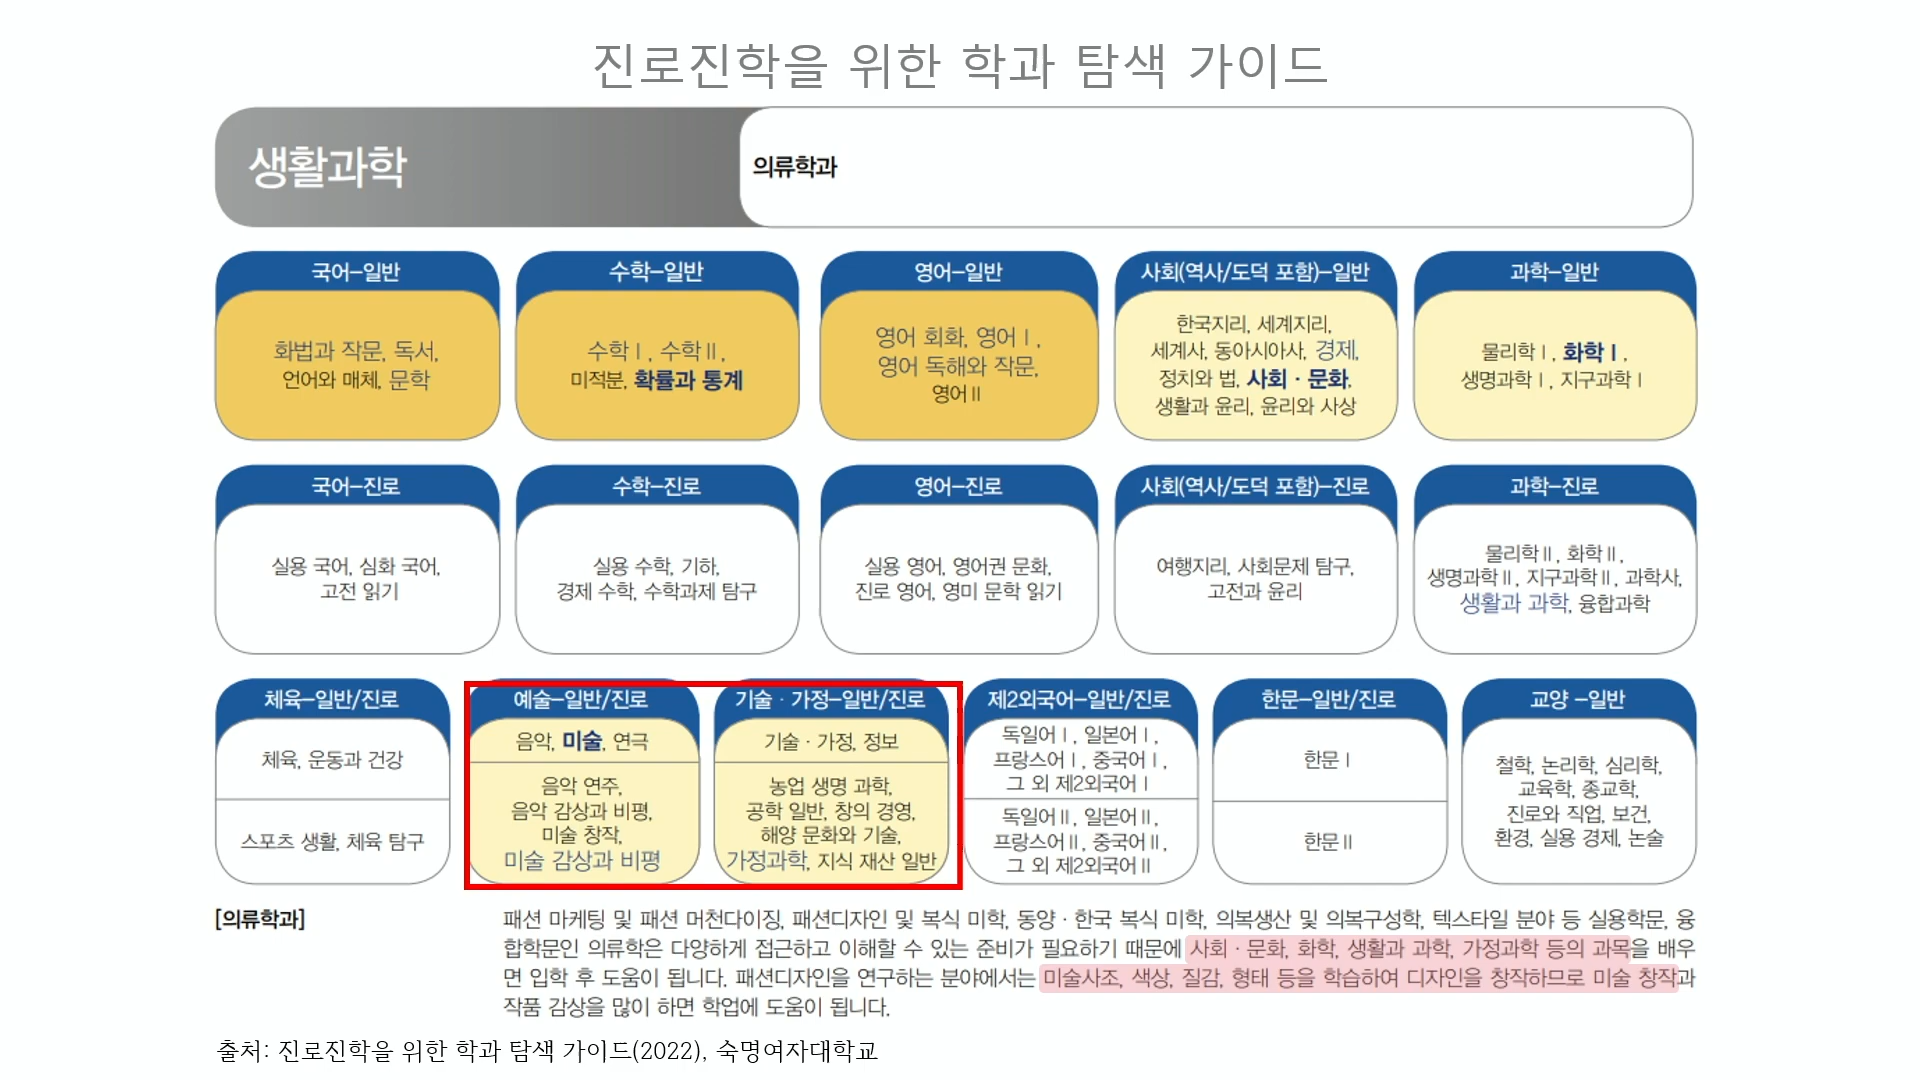 진로진학을 위한 학과 탐색 가이드
생활과학
의류학과
국어–일반
화법과 작문, 독서,
언어와 매체, 문학
수학–일반
수학Ⅰ, 수학Ⅱ,
미적분, 확률과 통계
영어–일반
영어 회화, 영어Ⅰ,
영어 독해와 작문,
영어Ⅱ
사회(역사/도덕 포함)–일반
한국지리, 세계지리,
세계사, 동아시아사, 경제,
정치와 법, 사회 · 문화,
생활과 윤리, 윤리와 사상
과학–일반
물리학Ⅰ, 화학Ⅰ,
생명과학Ⅰ, 지구과학Ⅰ
국어–진로
실용 국어, 심화 국어,
고전 읽기
수학–진로
실용 수학, 기하,
경제 수학, 수학과제 탐구
영어–진로
실용 영어, 영어권 문화,
진로 영어, 영미 문학 읽기
사회(역사/도덕 포함)–진로
여행지리, 사회문제 탐구,
고전과 윤리
과학–진로
물리학Ⅱ, 화학Ⅱ,
생명과학Ⅱ, 지구과학Ⅱ, 과학사,
생활과 과학, 융합과학
체육–일반/진로
체육, 운동과 건강
스포츠 생활, 체육 탐구
예술–일반/진로
음악, 미술, 연극
음악 연주,
음악 감상과 비평,
미술 창작,
미술 감상과 비평
기술 · 가정–일반/진로
기술 · 가정, 정보
농업 생명 과학,
공학 일반, 창의 경영,
해양 문화와 기술,
가정과학, 지식 재산 일반
제2외국어–일반/진로
독일어Ⅰ, 일본어Ⅰ,
프랑스어Ⅰ, 중국어Ⅰ,
그 외 제2외국어Ⅰ
독일어Ⅱ, 일본어Ⅱ,
프랑스어Ⅱ, 중국어Ⅱ,
그 외 제2외국어Ⅱ
한문–일반/진로
한문Ⅰ
한문Ⅱ
교양 –일반
철학, 논리학, 심리학,
교육학, 종교학,
진로와 직업, 보건,
환경, 실용 경제, 논술
[의류학과]
패션 마케팅 및 패션 머천다이징, 패션디자인 및 복식 미학, 동양 · 한국 복식 미학, 의복생산 및 의복구성학, 텍스타일 분야 등 실용학문, 융
합학문인 의류학은 다양하게 접근하고 이해할 수 있는 준비가 필요하기 때문에 사회 · 문화, 화학, 생활과 과학, 가정과학 등의 과목을 배우
면 입학 후 도움이 됩니다. 패션디자인을 연구하는 분야에서는 미술사조, 색상, 질감, 형태 등을 학습하여 디자인을 창작하므로 미술 창작과
작품 감상을 많이 하면 학업에 도움이 됩니다.
출처: 진로진학을 위한 학과 탐색 가이드(2022), 숙명여자대학교